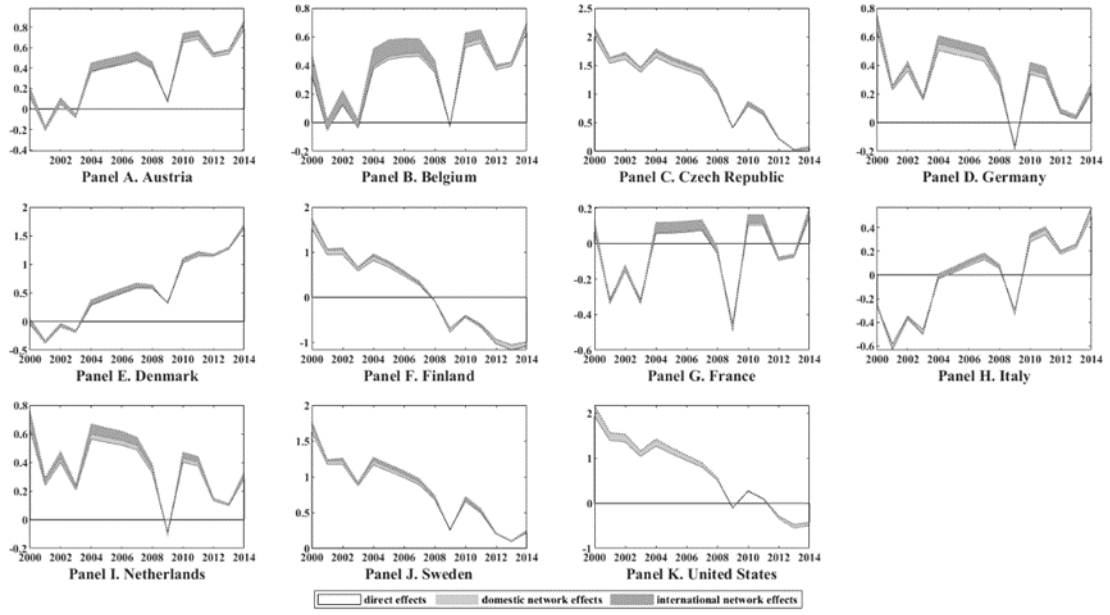 0.8
0.6
0.4
0.2
0
-0.2
-0.4
2002 2004 2006 2008 2010 2012 2014
Panel A. Austria
0.8
0.6
0.4
0.2
0
-0.2
2000 2002 2004 2006 2008 2010 2012 2014
Panel B. Belgium
2.5
2
1.5
1
0.5
0
2000 2002 2004 2006 2008 2010 2012 2014
Panel C. Czech Republic
0.8
0.6
0.4
0.2
0
-0.2
2000 2002 2004 2006 2008 2010 2012 2014
Panel D. Germany
2
1.5
1
0.5
0
-0.5
2000 2002 2004 2006 2008 2010 2012 2014
Panel E. Denmark
2
1
0
-1
2000 2002 2004 2006 2008 2010 2012 2014
Panel F. Finland
0.2
0
-0.2
-0.4
-0.6
2000 2002 2004 2006 2008 2010 2012 2014
Panel G. France
0.4
0.2
0
-0.2
-0.4
-0.6
2000 2002 2004 2006 2008 2010 2012 2014
Panel H. Italy
0.8
0.6
0.4
0.2
0
-0.2
2000 2002 2004 2006 2008 2010 2012 2014
Panel I. Netherlands
2
1.5
1
0.5
0
2000 2002 2004 2006 2008 2010 2012 2014
Panel J. Sweden
2
1
0
-1
2000 2002 2004 2006 2008 2010 2012 2014
Panel K. United States
direct effects domestic network effects international network effects